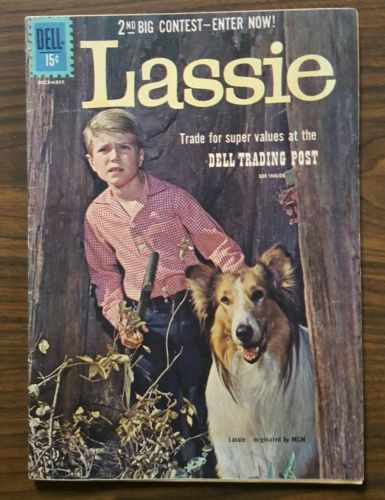 2ND BIG CONTEST-ENTER NOW!
DELL
15¢
DECEMBER
Lassie
Trade for super values at the
DELL TRADING POST
SEE INSIDE
Lassie... originated by MGM